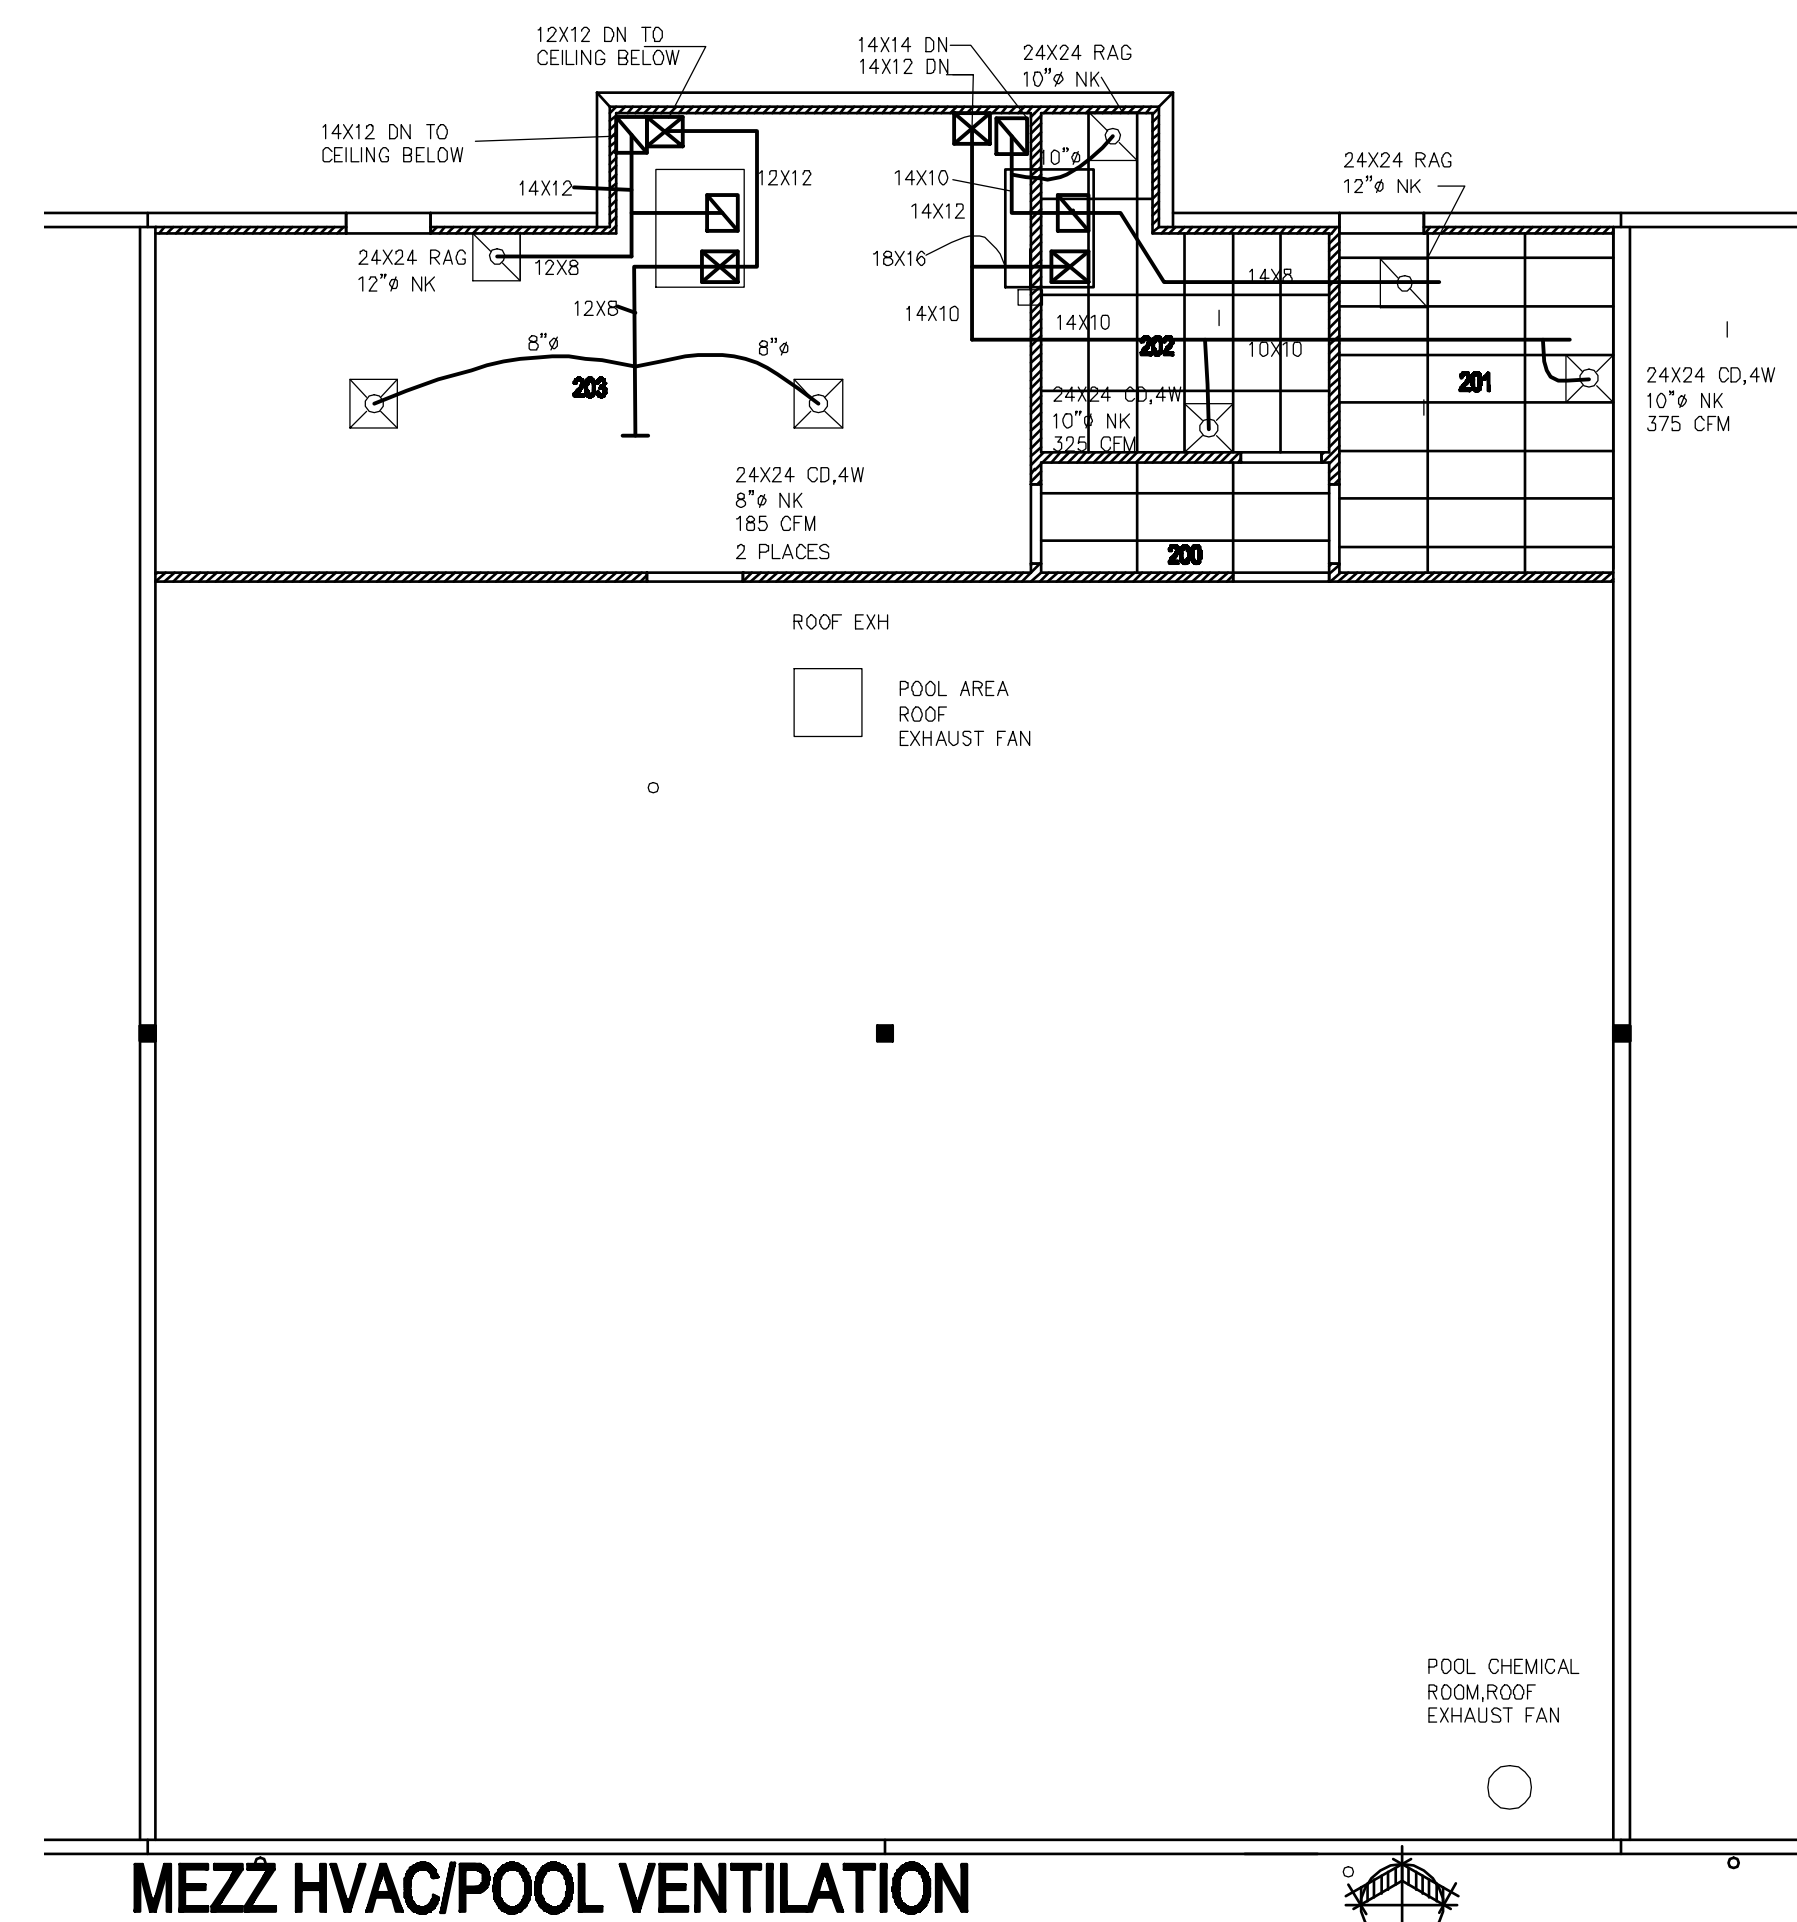 12X12 DN TO
CEILING BELOW
14X14 DN
14X12 DN
24X24 RAG
10"ø NK
14X12 DN TO
CEILING BELOW
24X24 RAG
12"ø NK
14X12
12X12
14X10
10"ø
14X12
24X24 RAG
12"ø NK
12X8
18X16
14X8
12X8
14X10
14X10
8"ø
8"ø
202
10X10
203
201
24X24 CD,4W
10"ø NK
375 CFM
24X24 CD,4W
10"ø NK
325 CFM
24X24 CD,4W
8"ø NK
185 CFM
2 PLACES
200
ROOF EXH
POOL AREA
ROOF
EXHAUST FAN
POOL CHEMICAL
ROOM,ROOF
EXHAUST FAN
MEZZ HVAC/POOL VENTILATION